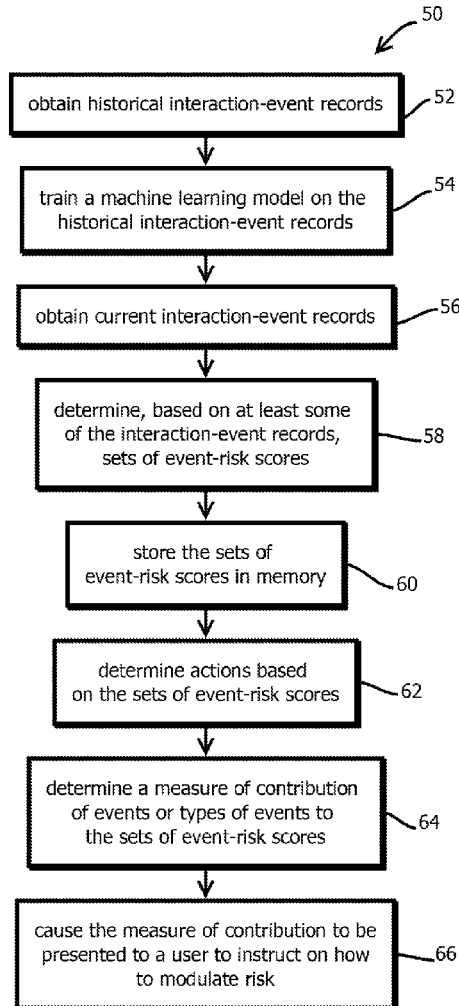 50
obtain historical interaction-event records
52
train a machine learning model on the
historical interaction-event records
54
obtain current interaction-event records
56
determine, based on at least some
of the interaction-event records,
sets of event-risk scores
58
store the sets of
event-risk scores in memory
60
determine actions based
on the sets of event-risk scores
62
determine a measure of contribution
of events or types of events to
the sets of event-risk scores
64
cause the measure of contribution to be
presented to a user to instruct on how
to modulate risk
66